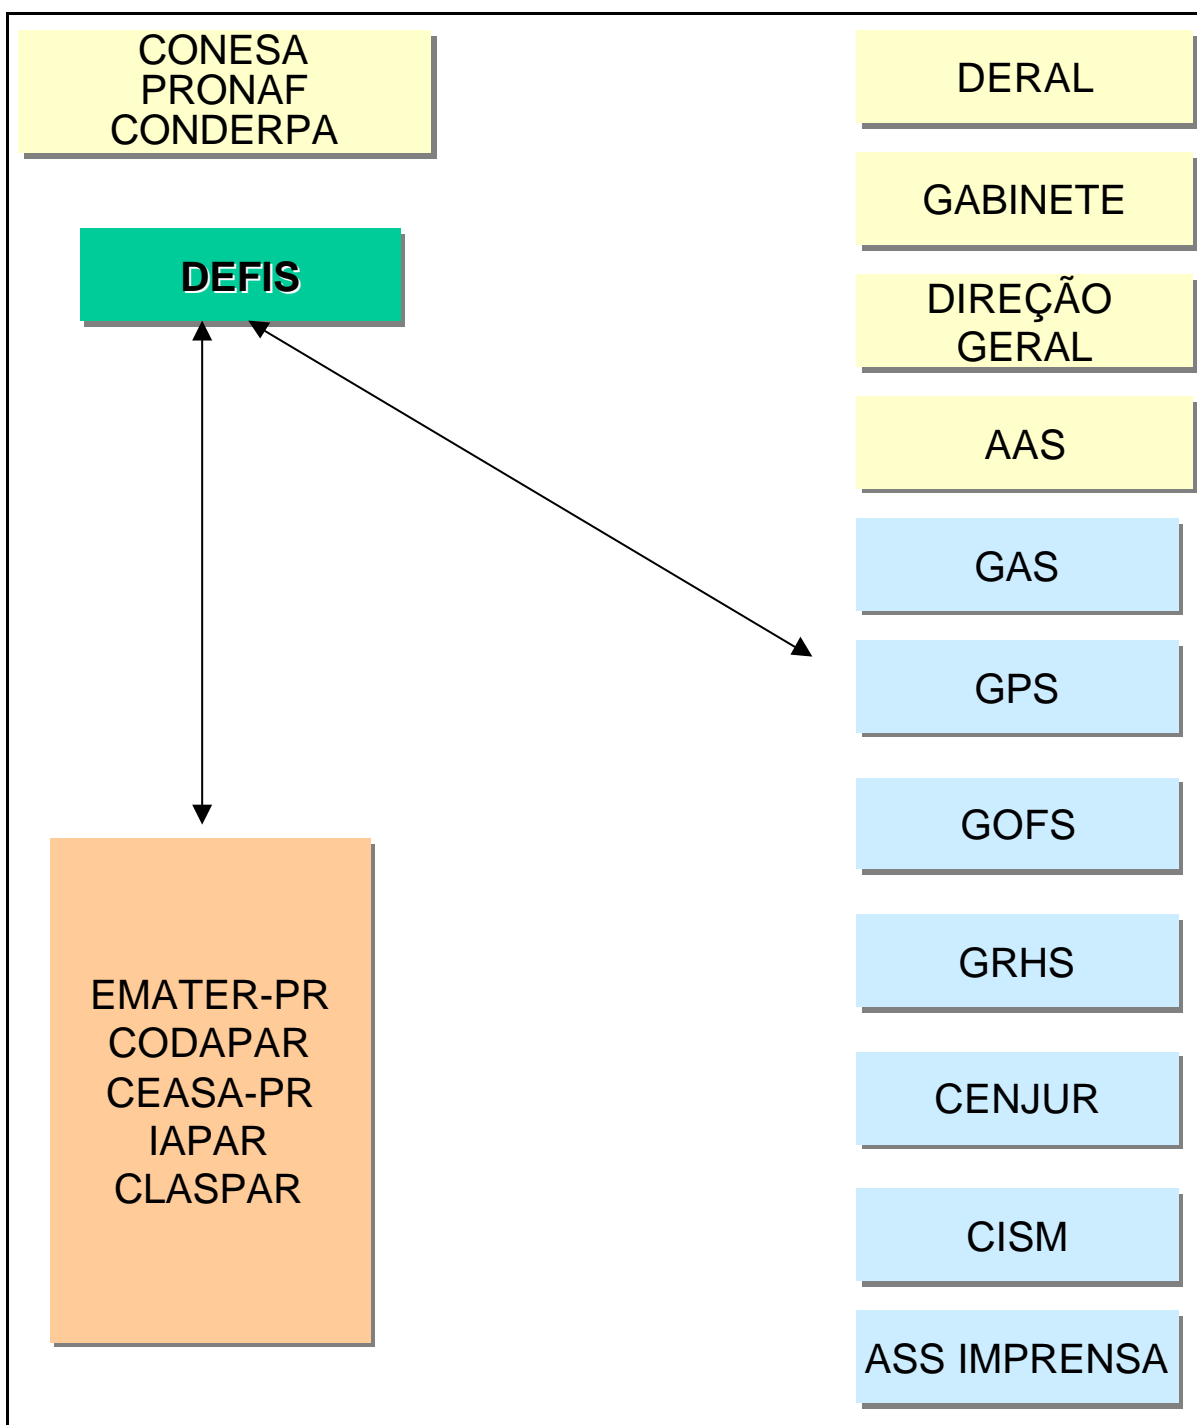 CONESA
PRONAF
CONDERPA
DEFIS
EMATER-PR
CODAPAR
CEASA-PR
IAPAR
CLASPAR
DERAL
GABINETE
DIREÇÃO
GERAL
AAS
GAS
GPS
GOFS
GRHS
CENJUR
CISM
ASS IMPRENSA